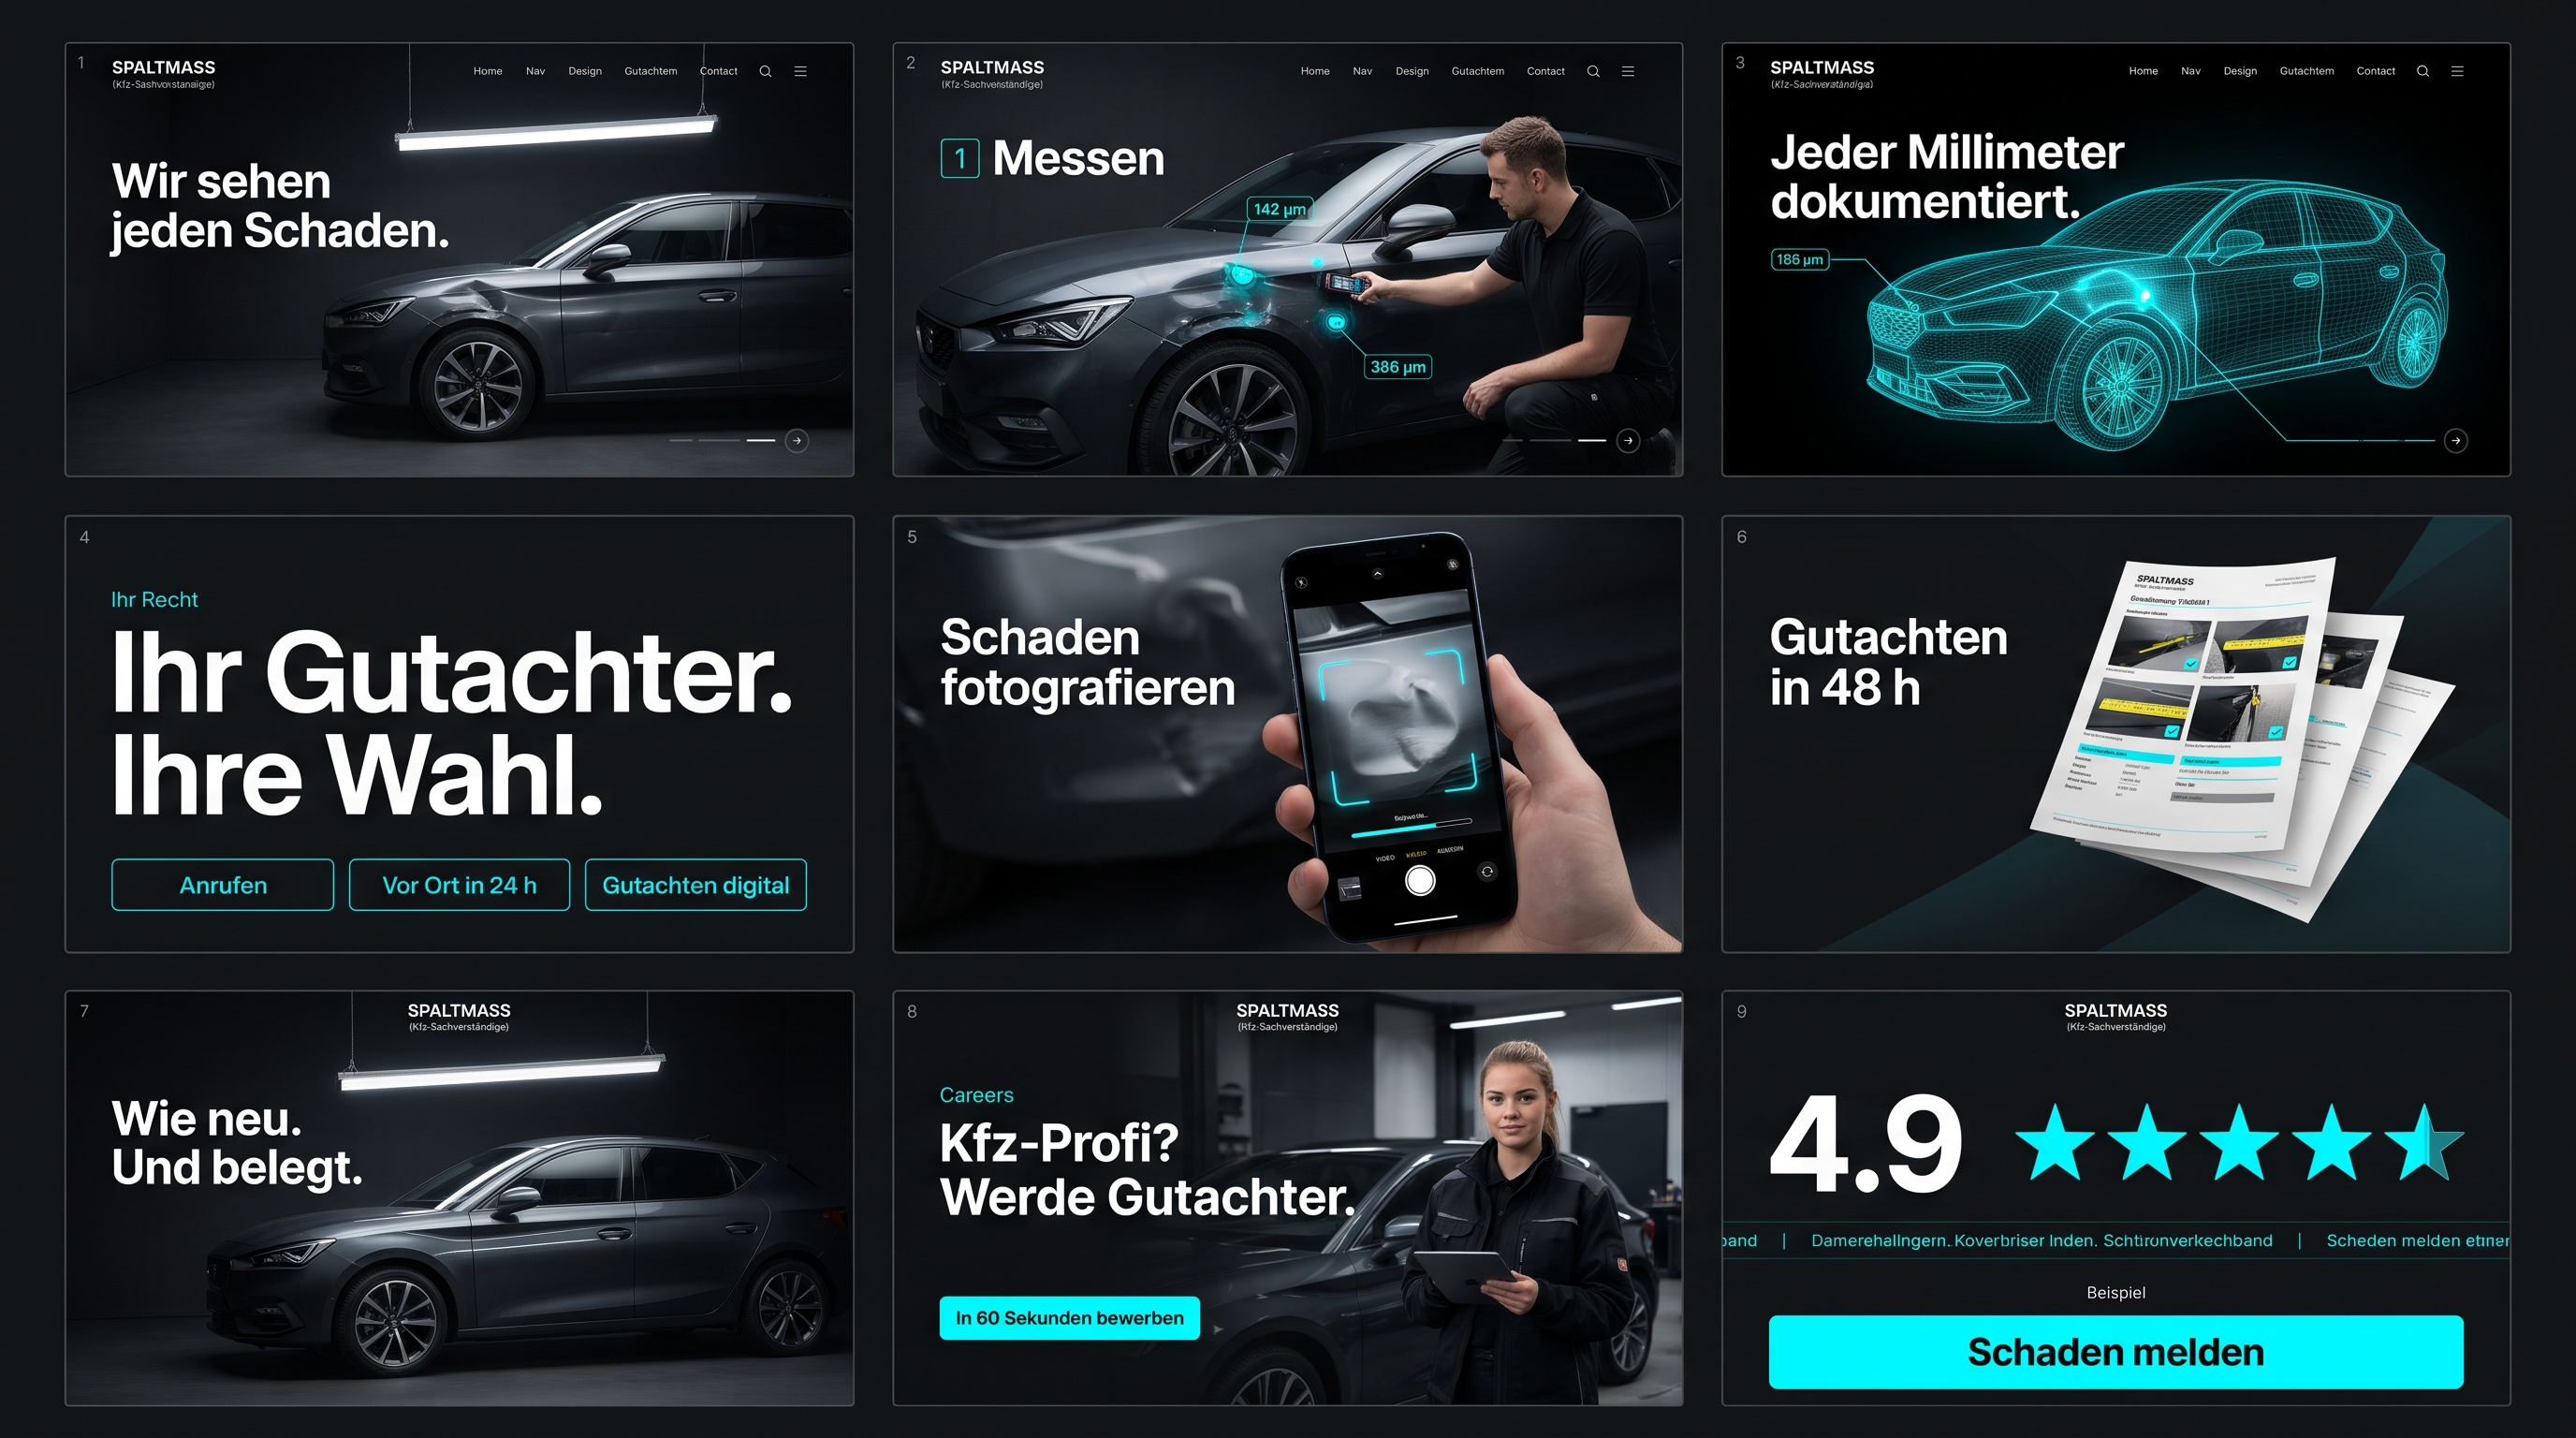 1
SPALTMASS
Home Nav Design Gutachtem Contact
Wir sehen
jeden Schaden.
2
SPALTMASS
(Kfz-Sachverständige)
Home Nav Design Gutachtem Contact
1 Messen
142 µm
386 µm
3
SPALTMASS
Home Nav Design Gutachtem Contact
Jeder Millimeter
dokumentiert.
186 µm
4
Ihr Recht
Ihr Gutachter.
Ihre Wahl.
Anrufen
Vor Ort in 24 h
Gutachten digital
5
Schaden
fotografieren
VIDEO
6
Gutachten
in 48 h
SPALTMASS
7
SPALTMASS
(Kfz-Sachverständige)
Wie neu.
Und belegt.
8
SPALTMASS
(Kfz-Sachverständige)
Careers
Kfz-Profi?
Werde Gutachter.
In 60 Sekunden bewerben
9
SPALTMASS
(Kfz-Sachverständige)
4.9
band | Damerehallngern. Koverbriser Inden. Schtironverkechband | Scheden melden
Beispiel
Schaden melden